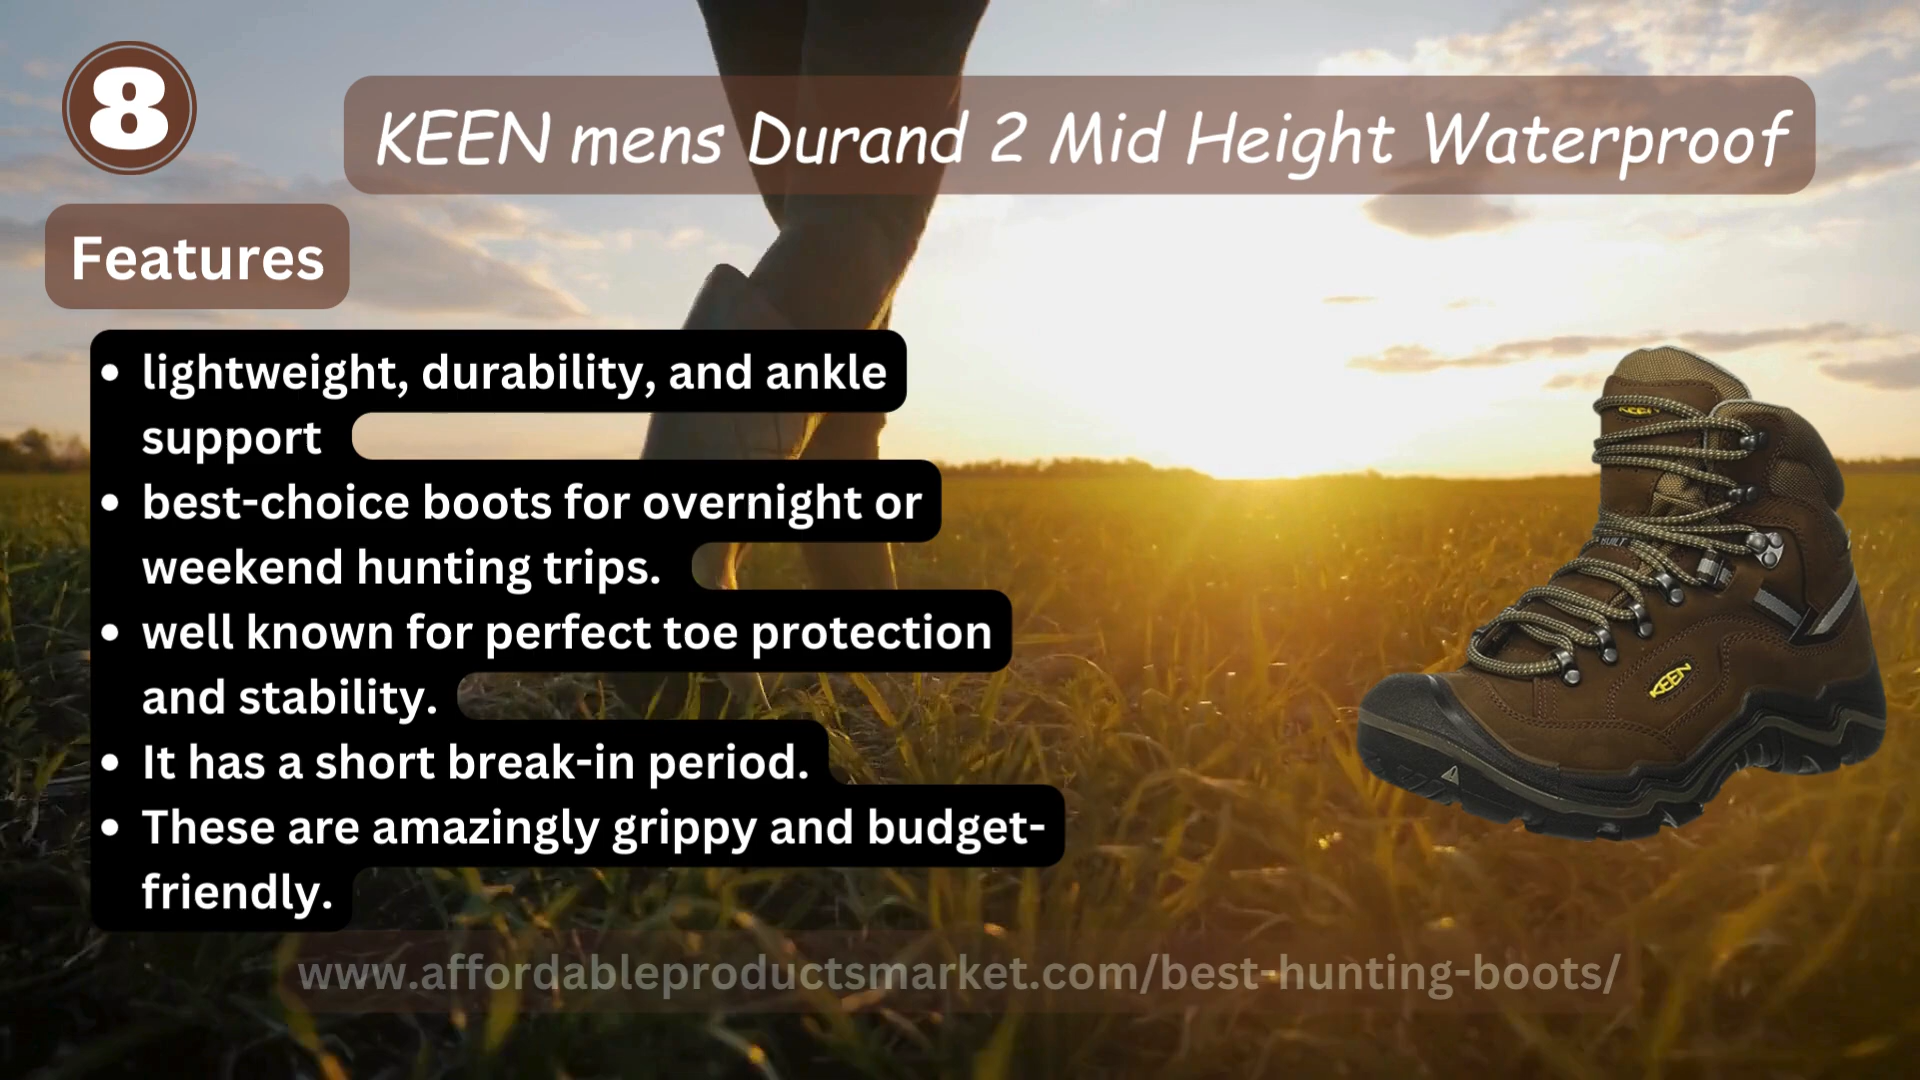 8
KEEN mens Durand 2 Mid Height Waterproof
Features
• lightweight, durability, and ankle
support
• best-choice boots for overnight or
weekend hunting trips.
• well known for perfect toe protection
and stability.
• It has a short break-in period.
• These are amazingly grippy and budget-
friendly.
KEEN
KEEN
www.affordableproductsmarket.com/best-hunting-boots/